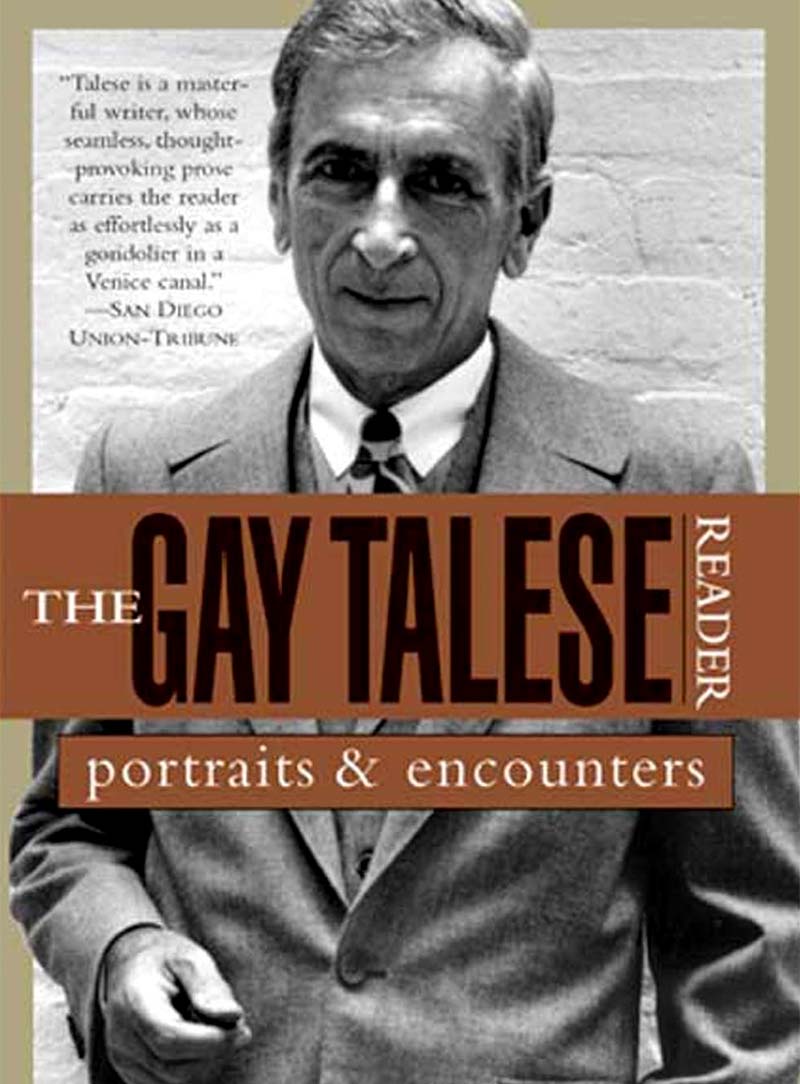 "Talese is a master-
ful writer, whose
seamless, thought-
provoking prose
carries the reader
as effortlessly as a
gondolier in a
Venice canal."
—SAN DIEGO
UNION-TRIBUNE
THE
GAY TALESE
READER
portraits & encounters